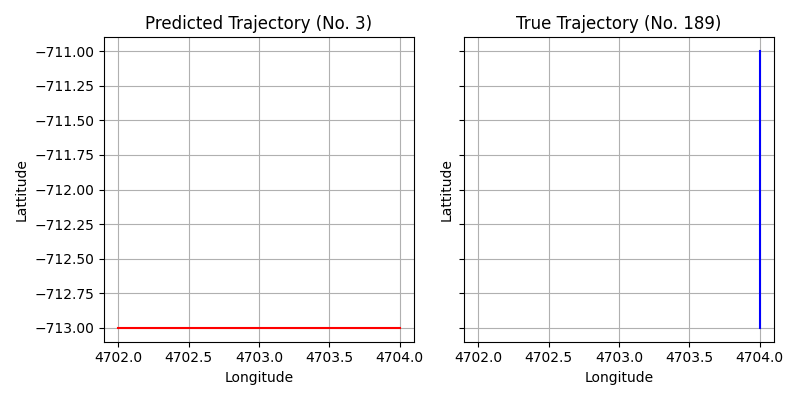 Predicted Trajectory (No. 3)
True Trajectory (No. 189)
−711.00
−711.25
−711.50
−711.75
−712.00
−712.25
−712.50
−712.75
−713.00
Lattitude
Lattitude
4702.0 4702.5 4703.0 4703.5 4704.0
4702.0 4702.5 4703.0 4703.5 4704.0
Longitude
Longitude